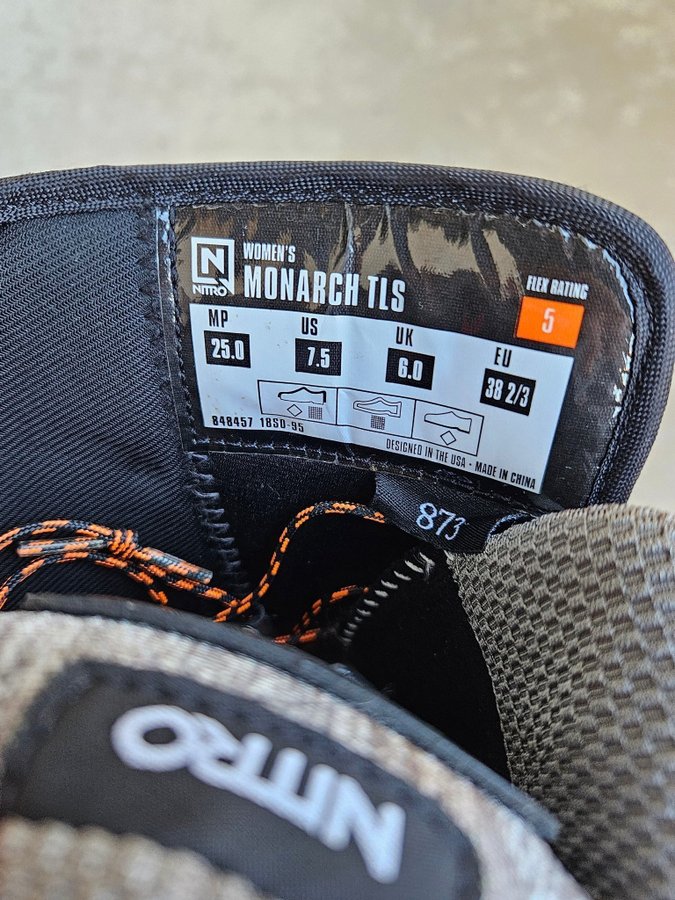 N
NITRO
WOMEN'S
MONARCH TLS
FLEX RATING
5
MP US UK EU
25.0 7.5 6.0 38 2/3
848457 18SO-95
DESIGNED IN THE USA • MADE IN CHINA
873
NITRO